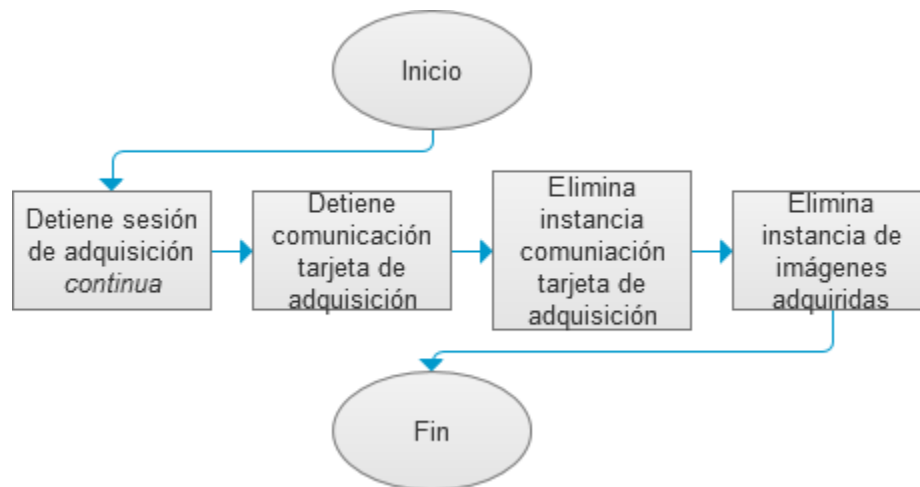 Inicio
Detiene sesión
de adquisición
continua
Detiene
comunicación
tarjeta de
adquisición
Elimina
instancia
comuniación
tarjeta de
adquisición
Elimina
instancia de
imágenes
adquiridas
Fin